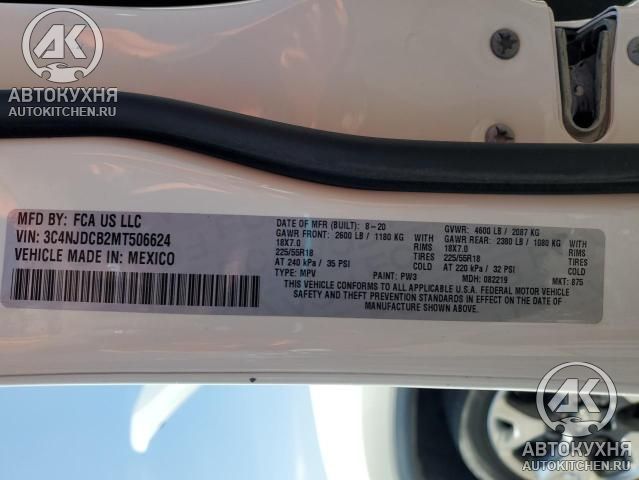 АВТОКУХНЯ
AUTOKITCHEN.RU
АВТОКУХНЯ
AUTOKITCHEN.RU
MFD BY: FCA US LLC
VIN: 3C4NJDCB2MT506624
VEHICLE MADE IN: MEXICO
DATE OF MFR (BUILT): 8-20 GVWR: 4600 LB / 2087 KG
GAWR FRONT: 2600 LB / 1180 KG WITH GAWR REAR: 2380 LB / 1080 KG WITH
18X7.0 RIMS 18X7.0 RIMS
225/55R18 TIRES 225/55R18 TIRES
AT 240 kPa / 35 PSI COLD AT 220 kPa / 32 PSI COLD
TYPE: MPV PAINT: PW3 MDH: 082219 MKT: 875
THIS VEHICLE CONFORMS TO ALL APPLICABLE U.S.A. FEDERAL MOTOR VEHICLE
SAFETY AND THEFT PREVENTION STANDARDS IN EFFECT ON THE DATE OF
MANUFACTURE SHOWN ABOVE.
АК
АВТОКУХНЯ
AUTOKITCHEN.RU